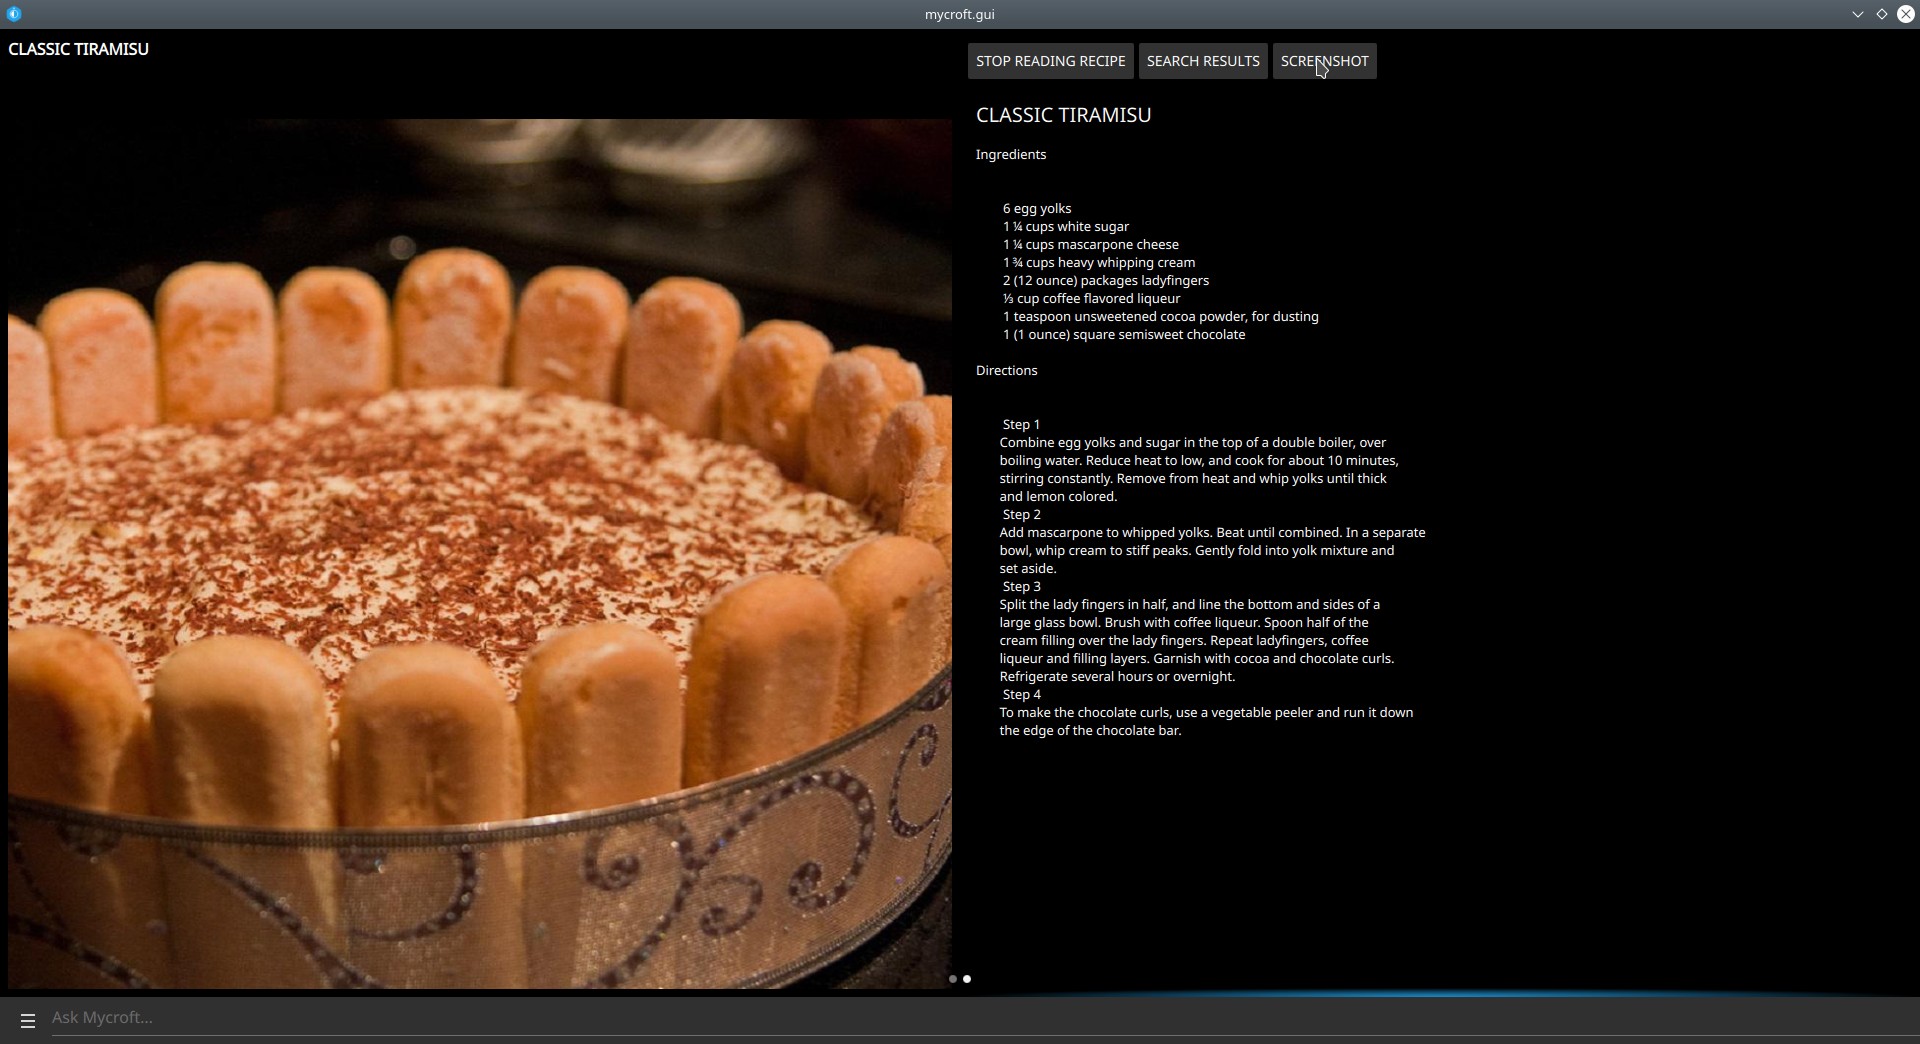 mycroft.gui
CLASSIC TIRAMISU
STOP READING RECIPE
SEARCH RESULTS
SCREENSHOT
CLASSIC TIRAMISU
Ingredients
6 egg yolks
1 ¼ cups white sugar
1 ¼ cups mascarpone cheese
1 ¾ cups heavy whipping cream
2 (12 ounce) packages ladyfingers
⅓ cup coffee flavored liqueur
1 teaspoon unsweetened cocoa powder, for dusting
1 (1 ounce) square semisweet chocolate
Directions
Step 1
Combine egg yolks and sugar in the top of a double boiler, over
boiling water. Reduce heat to low, and cook for about 10 minutes,
stirring constantly. Remove from heat and whip yolks until thick
and lemon colored.
Step 2
Add mascarpone to whipped yolks. Beat until combined. In a separate
bowl, whip cream to stiff peaks. Gently fold into yolk mixture and
set aside.
Step 3
Split the lady fingers in half, and line the bottom and sides of a
large glass bowl. Brush with coffee liqueur. Spoon half of the
cream filling over the lady fingers. Repeat ladyfingers, coffee
liqueur and filling layers. Garnish with cocoa and chocolate curls.
Refrigerate several hours or overnight.
Step 4
To make the chocolate curls, use a vegetable peeler and run it down
the edge of the chocolate bar.
Ask Mycroft...